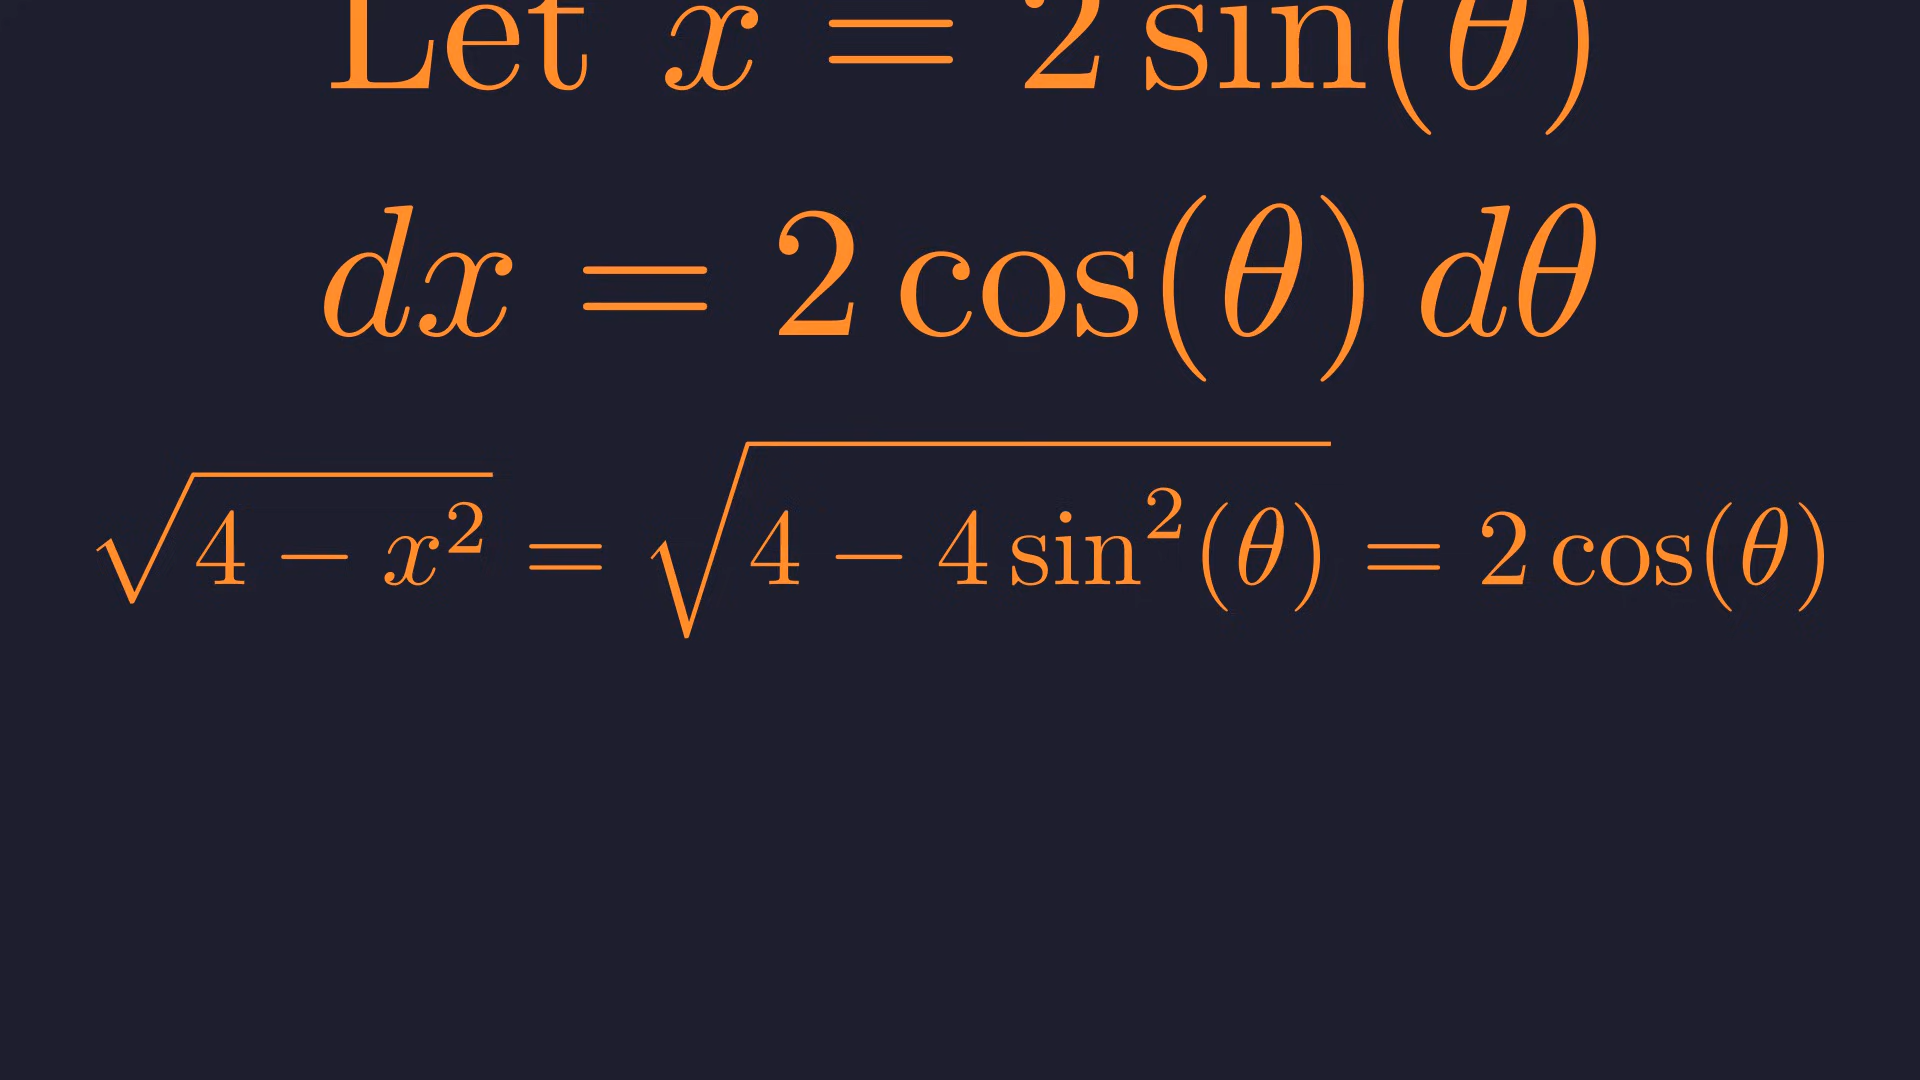 Let x = 2 sin(θ)
dx = 2 cos(θ) dθ
√(4 − x²) = √(4 − 4 sin²(θ)) = 2 cos(θ)